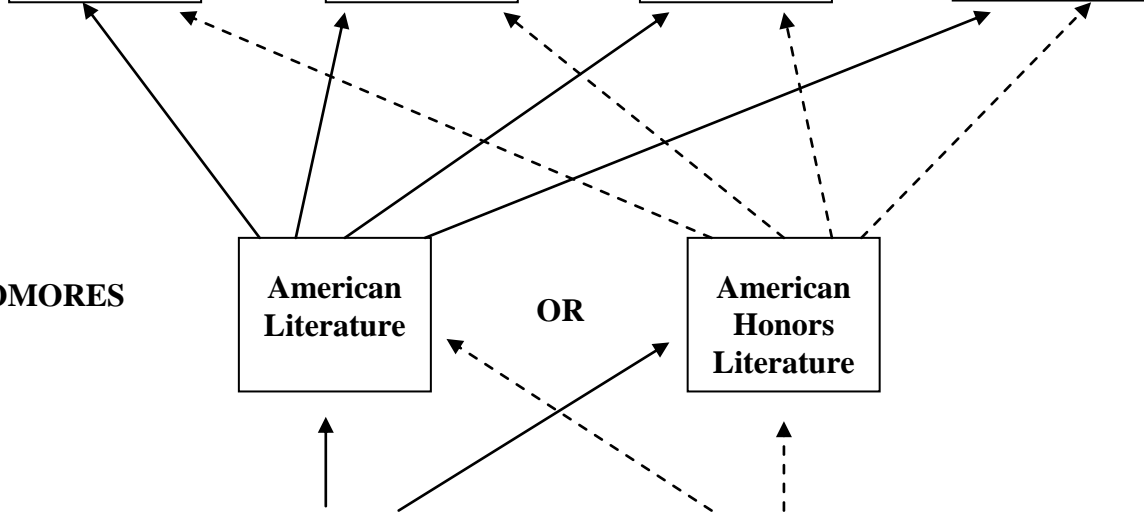 OMORES
American
Literature
OR
American
Honors
Literature